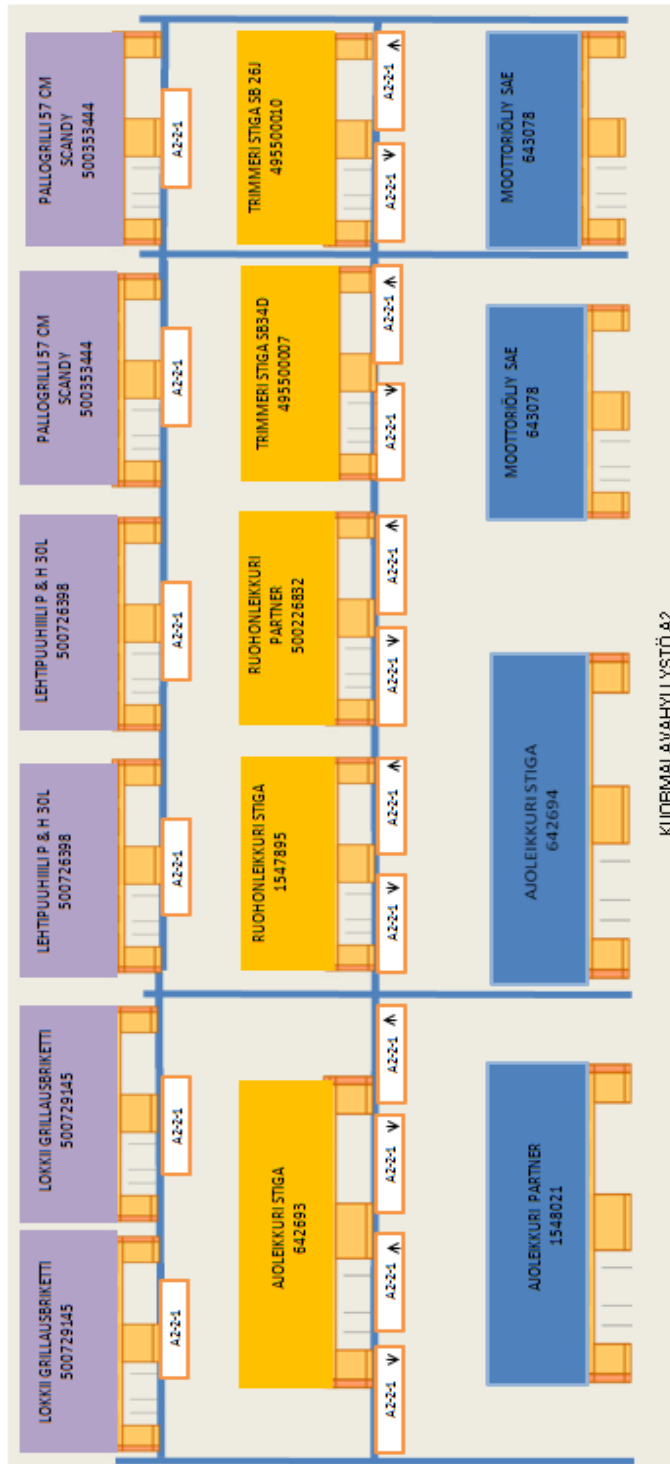 LOKKII GRILLAUSBRIKETTI
500729145
LOKKII GRILLAUSBRIKETTI
500729145
LEHTIPUUHIIILI P & H 30L
500726398
LEHTIPUUHIIILI P & H 30L
500726398
PALLOGRILLI 57 CM
SCANDY
500353444
PALLOGRILLI 57 CM
SCANDY
500353444
A2-2-1
A2-2-1
A2-2-1
A2-2-1
A2-2-1
A2-2-1
AJOLEIKKURI STIGA
642693
RUOHONLEIKKURI STIGA
1547895
RUOHONLEIKKURI
PARTNER
500226832
TRIMMERI STIGA SB34D
495500007
TRIMMERI STIGA SB 26J
495500010
A2-2-1
A2-2-1
A2-2-1
A2-2-1
A2-2-1
A2-2-1
A2-2-1
A2-2-1
A2-2-1
A2-2-1
A2-2-1
A2-2-1
AJOLEIKKURI PARTNER
1548021
AJOLEIKKURI STIGA
642694
MOOTTORIÖLJY SAE
643078
MOOTTORIÖLJY SAE
643078
KUORMALAVAHYLLYSTÖ A2